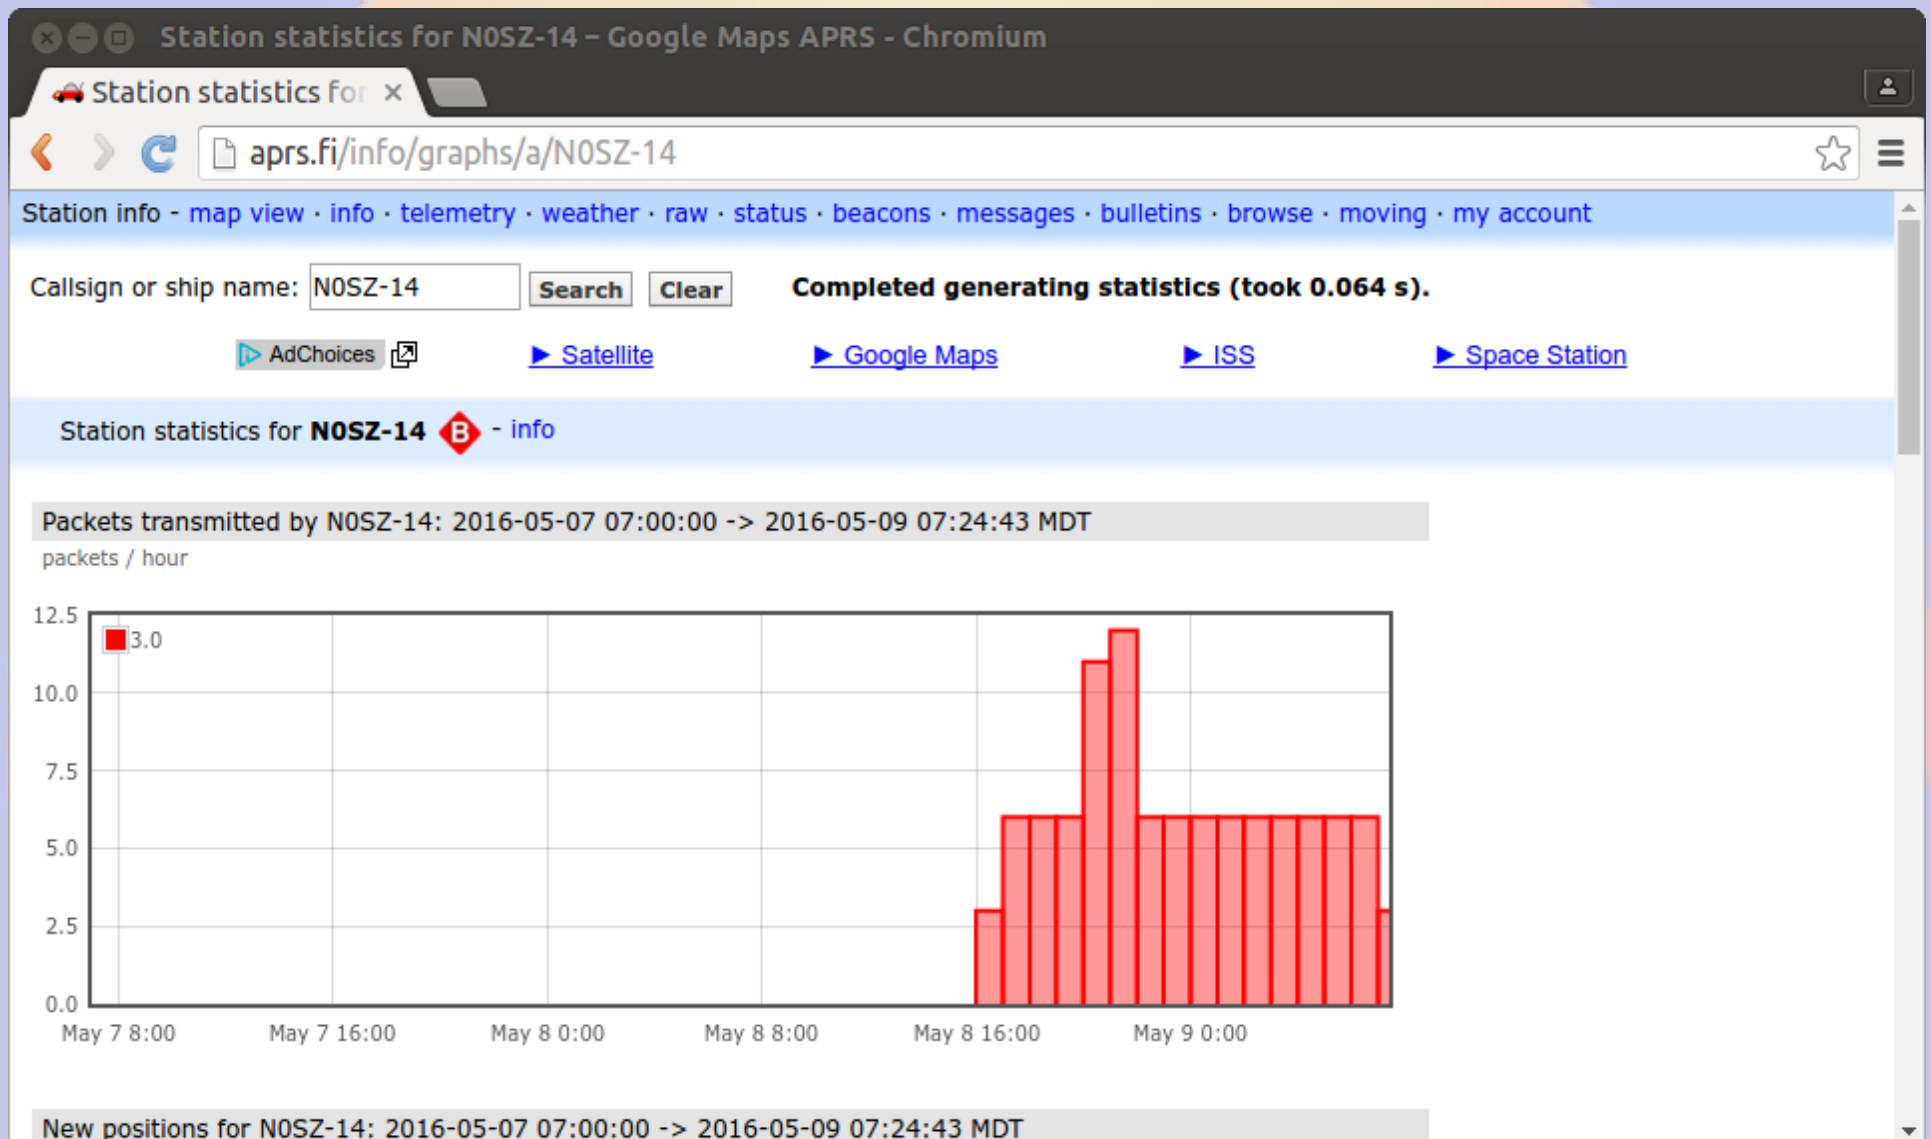 Station statistics for N0SZ-14 – Google Maps APRS - Chromium
Station statistics for
aprs.fi/info/graphs/a/N0SZ-14
Station info - map view · info · telemetry · weather · raw · status · beacons · messages · bulletins · browse · moving · my account
Callsign or ship name: N0SZ-14 Search Clear Completed generating statistics (took 0.064 s).
AdChoices ► Satellite ► Google Maps ► ISS ► Space Station
Station statistics for N0SZ-14 B - info
Packets transmitted by N0SZ-14: 2016-05-07 07:00:00 -> 2016-05-09 07:24:43 MDT
packets / hour
12.5
3.0
10.0
7.5
5.0
2.5
0.0
May 7 8:00 May 7 16:00 May 8 0:00 May 8 8:00 May 8 16:00 May 9 0:00
New positions for N0SZ-14: 2016-05-07 07:00:00 -> 2016-05-09 07:24:43 MDT